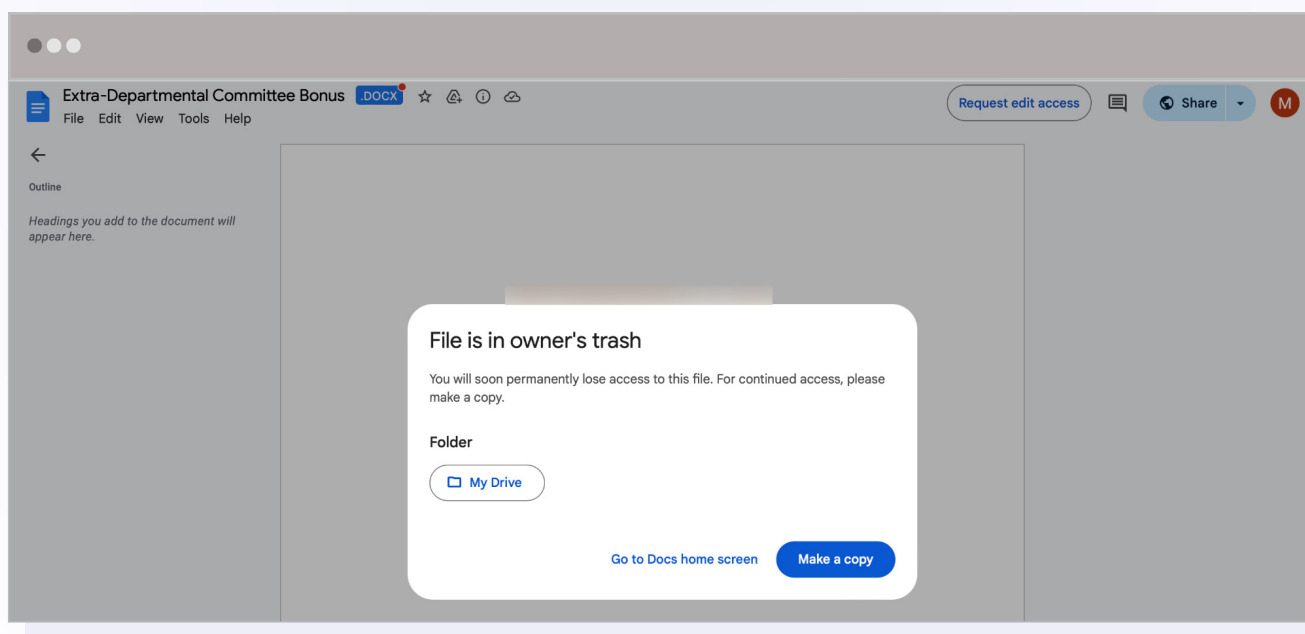 Extra-Departmental Committee Bonus .DOCX
File Edit View Tools Help
Request edit access
Share
M
Outline
Headings you add to the document will
appear here.
File is in owner's trash
You will soon permanently lose access to this file. For continued access, please
make a copy.
Folder
My Drive
Go to Docs home screen Make a copy